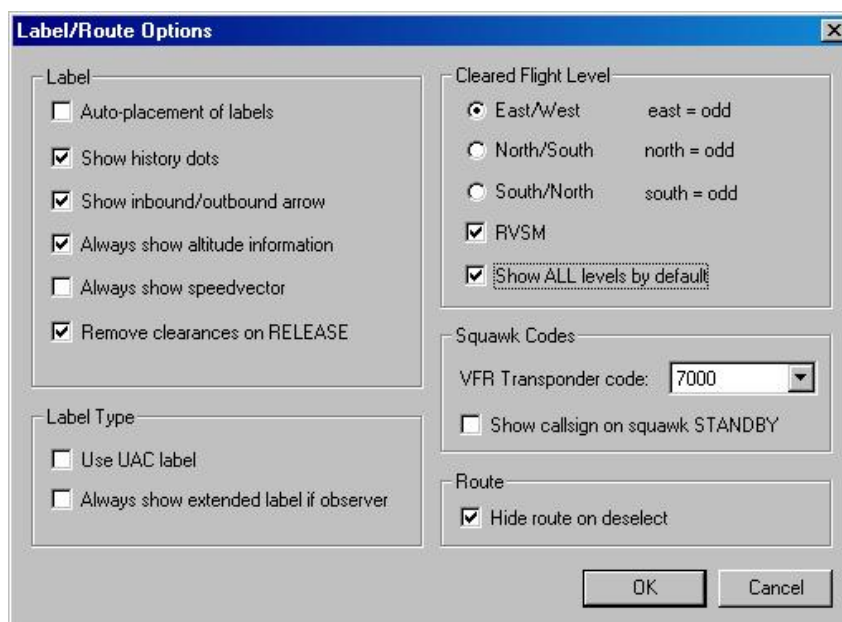 Label/Route Options
Label
Auto-placement of labels
Show history dots
Show inbound/outbound arrow
Always show altitude information
Always show speedvector
Remove clearances on RELEASE
Label Type
Use UAC label
Always show extended label if observer
Cleared Flight Level
East/West east = odd
North/South north = odd
South/North south = odd
RVSM
Show ALL levels by default
Squawk Codes
VFR Transponder code: 7000
Show callsign on squawk STANDBY
Route
Hide route on deselect
OK Cancel